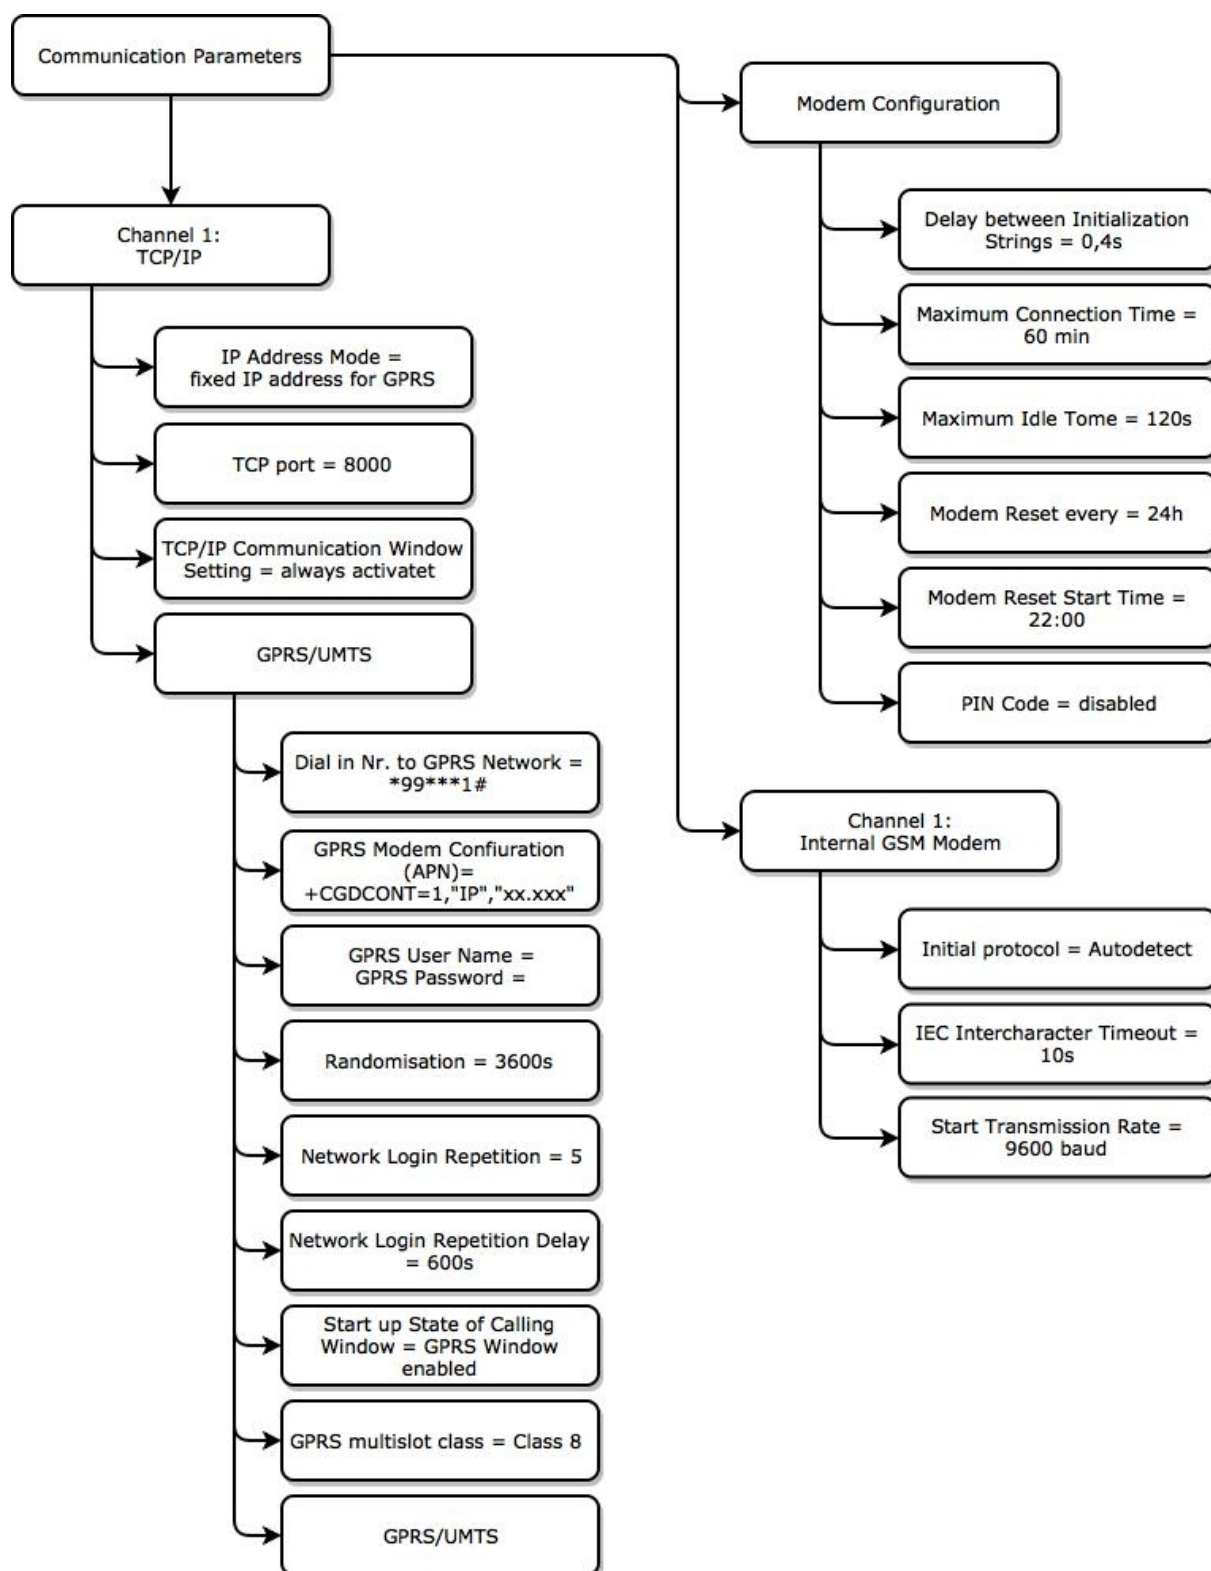 Communication Parameters
Channel 1:
TCP/IP
IP Address Mode =
fixed IP address for GPRS
TCP port = 8000
TCP/IP Communication Window
Setting = always activatet
GPRS/UMTS
Dial in Nr. to GPRS Network =
*99***1#
GPRS Modem Confiuration
(APN)=
+CGDCONT=1,"IP","xx.xxx"
GPRS User Name =
GPRS Password =
Randomisation = 3600s
Network Login Repetition = 5
Network Login Repetition Delay
= 600s
Start up State of Calling
Window = GPRS Window
enabled
GPRS multislot class = Class 8
GPRS/UMTS
Modem Configuration
Delay between Initialization
Strings = 0,4s
Maximum Connection Time =
60 min
Maximum Idle Tome = 120s
Modem Reset every = 24h
Modem Reset Start Time =
22:00
PIN Code = disabled
Channel 1:
Internal GSM Modem
Initial protocol = Autodetect
IEC Intercharacter Timeout =
10s
Start Transmission Rate =
9600 baud